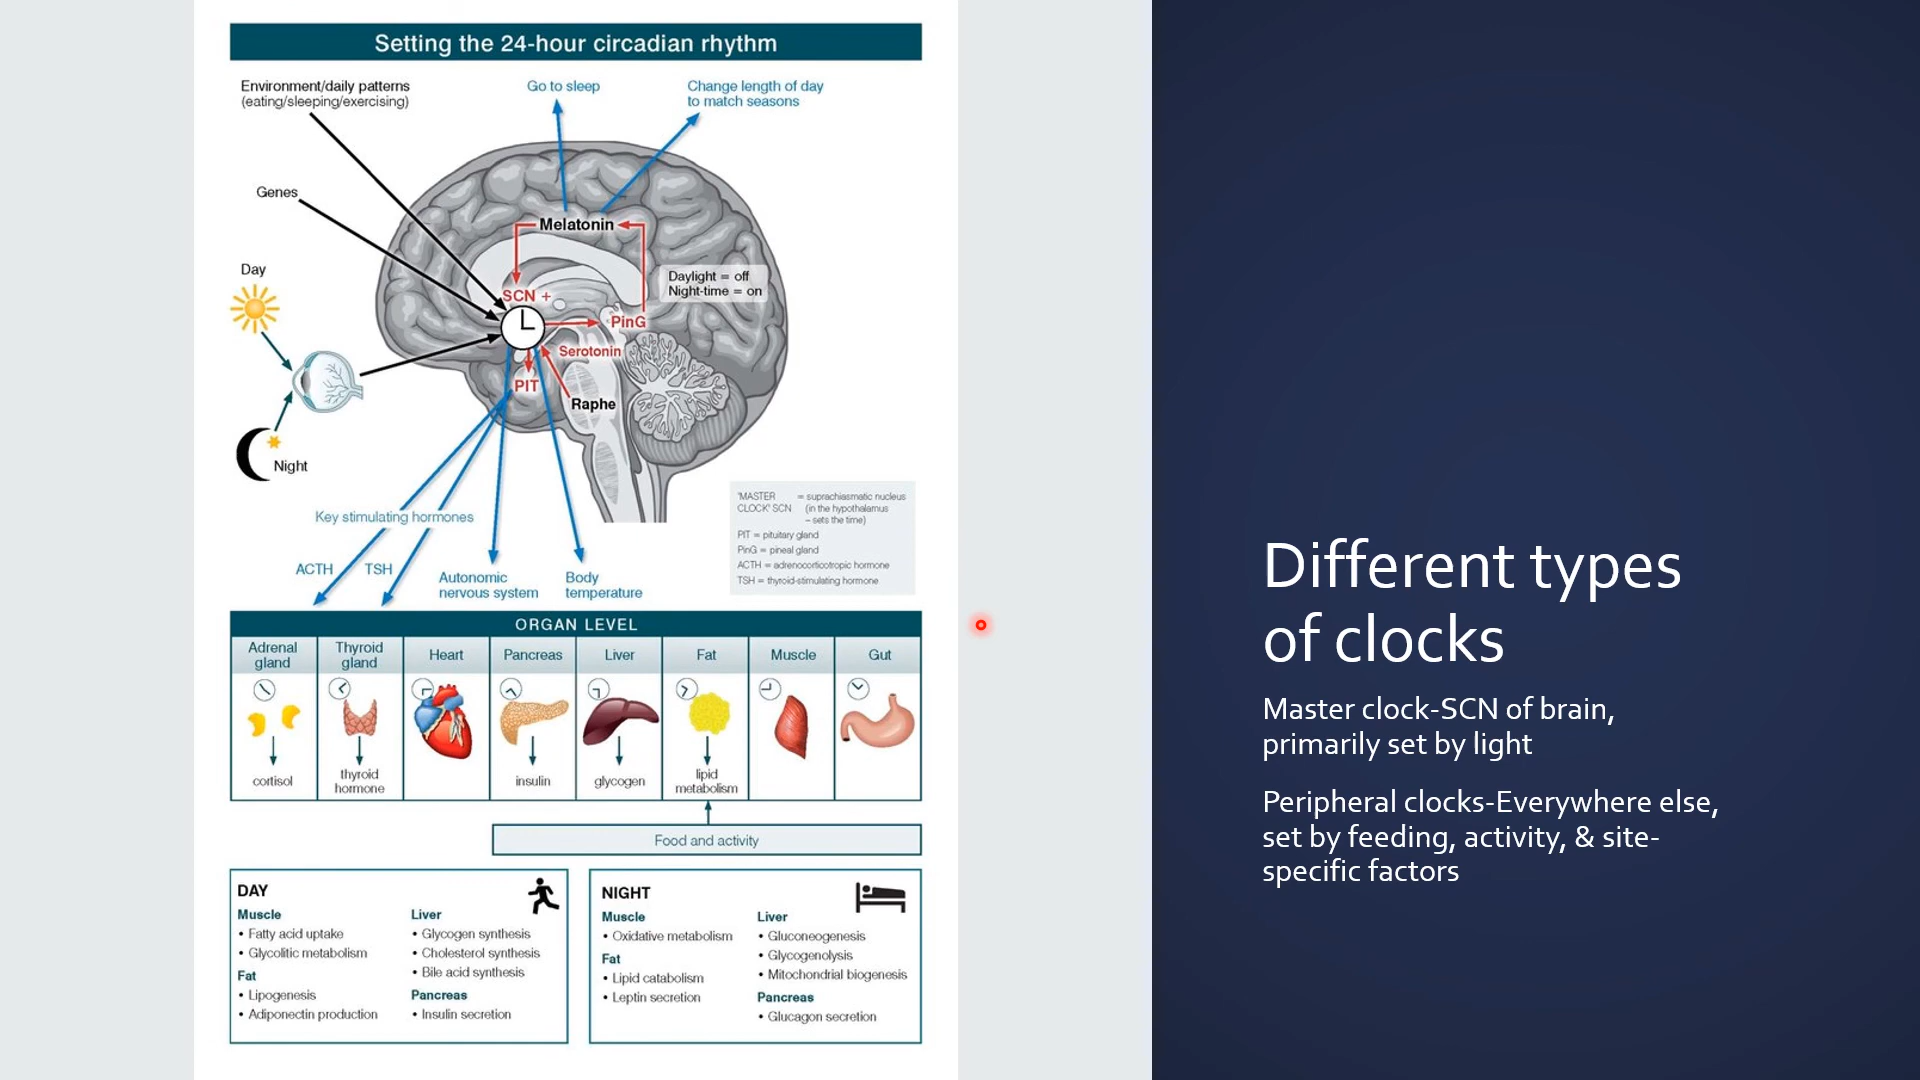 Setting the 24-hour circadian rhythm
Environment/daily patterns
(eating/sleeping/exercising)
Go to sleep
Change length of day
to match seasons
Genes
Melatonin
Day
Daylight = off
Night-time = on
SCN +
PinG
Serotonin
PIT
Raphe
Night
Key stimulating hormones
'MASTER = suprachiasmatic nucleus
CLOCK' SCN (in the hypothalamus
– sets the time)
PIT = pituitary gland
PinG = pineal gland
ACTH = adrenocorticotropic hormone
TSH = thyroid-stimulating hormone
ACTH
TSH
Autonomic
nervous system
Body
temperature
ORGAN LEVEL
Adrenal
gland
Thyroid
gland
Heart
Pancreas
Liver
Fat
Muscle
Gut
cortisol
thyroid
hormone
insulin
glycogen
lipid
metabolism
Food and activity
DAY
Muscle
• Fatty acid uptake
• Glycolitic metabolism
Fat
• Lipogenesis
• Adiponectin production
Liver
• Glycogen synthesis
• Cholesterol synthesis
• Bile acid synthesis
Pancreas
• Insulin secretion
NIGHT
Muscle
• Oxidative metabolism
Fat
• Lipid catabolism
• Leptin secretion
Liver
• Gluconeogenesis
• Glycogenolysis
• Mitochondrial biogenesis
Pancreas
• Glucagon secretion
Different types
of clocks
Master clock-SCN of brain,
primarily set by light
Peripheral clocks-Everywhere else,
set by feeding, activity, & site-
specific factors